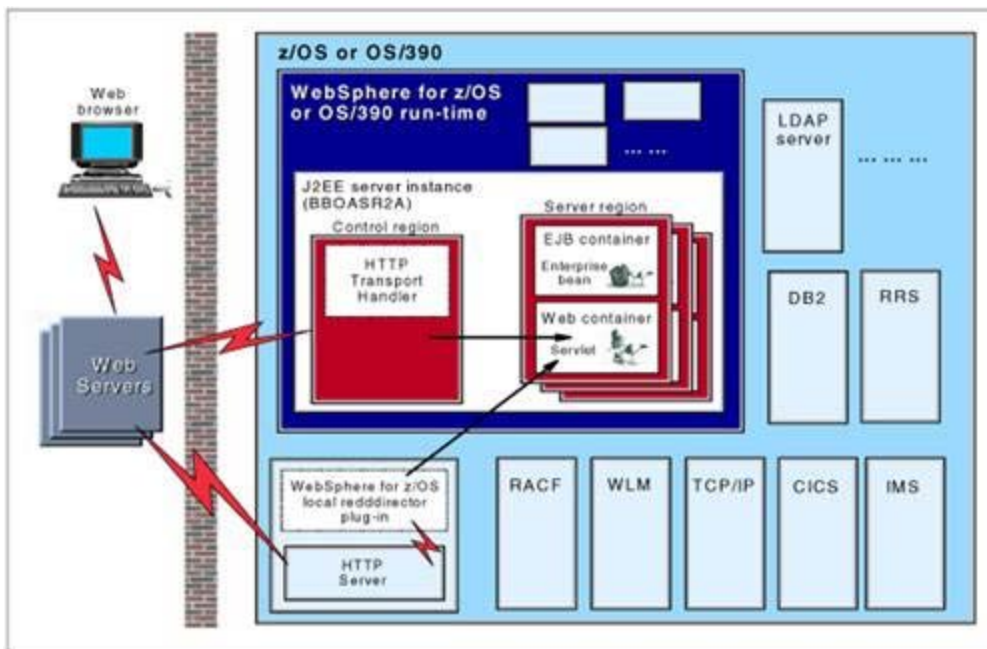 z/OS or OS/390
WebSphere for z/OS
or OS/390 run-time
... ...
Web
browser
LDAP
server
... ... ...
J2EE server instance
(BBOASR2A)
Control region
Server region
HTTP
Transport
Handler
EJB container
Enterprise
bean
Web container
Servlet
DB2
RRS
Web
Servers
WebSphere for z/OS
local redddirector
plug-in
HTTP
Server
RACF
WLM
TCP/IP
CICS
IMS